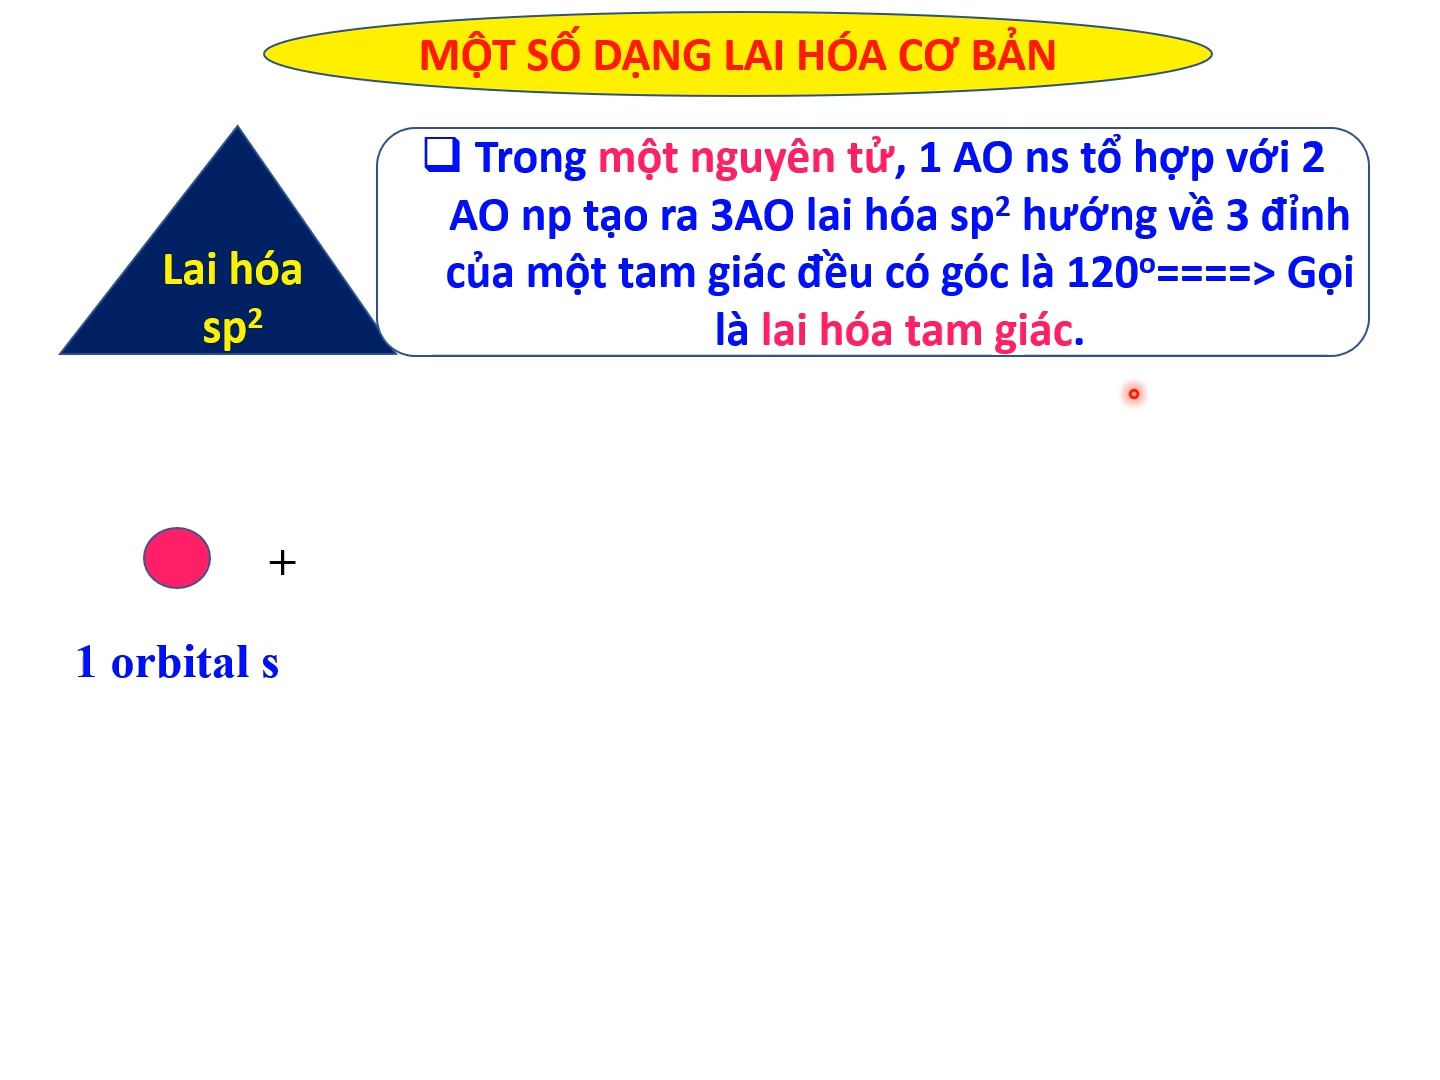 MỘT SỐ DẠNG LAI HÓA CƠ BẢN
Lai hóa
sp²
❑ Trong một nguyên tử, 1 AO ns tổ hợp với 2
AO np tạo ra 3AO lai hóa sp² hướng về 3 đỉnh
của một tam giác đều có góc là 120º====> Gọi
là lai hóa tam giác.
+
1 orbital s